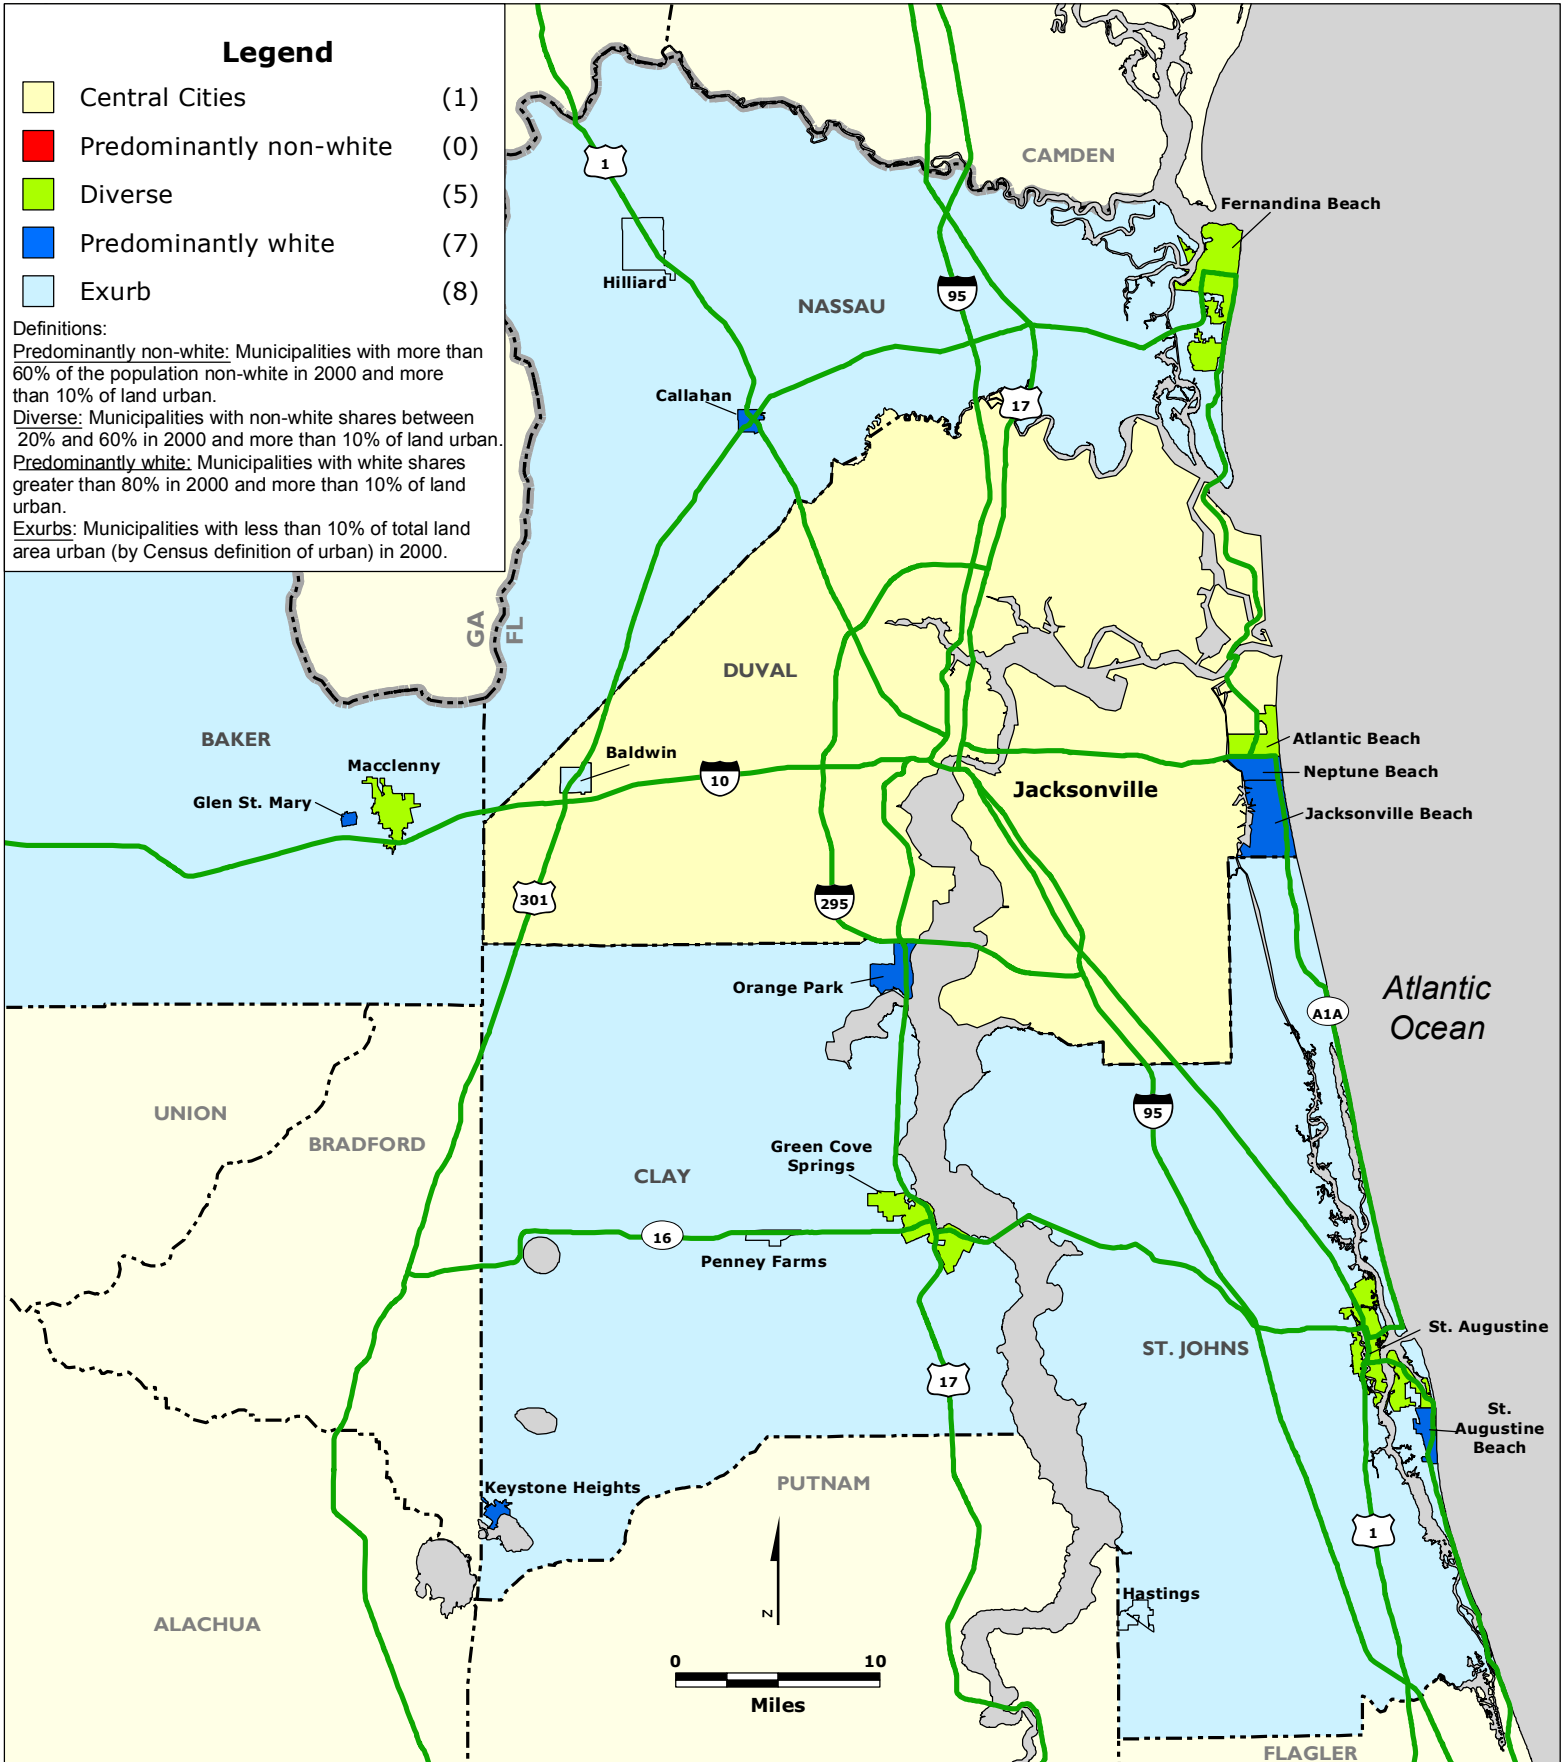 Legend
Central Cities (1)
Predominantly non-white (0)
Diverse (5)
Predominantly white (7)
Exurb (8)
Definitions:
Predominantly non-white: Municipalities with more than
60% of the population non-white in 2000 and more
than 10% of land urban.
Diverse: Municipalities with non-white shares between
20% and 60% in 2000 and more than 10% of land urban.
Predominantly white: Municipalities with white shares
greater than 80% in 2000 and more than 10% of land
urban.
Exurbs: Municipalities with less than 10% of total land
area urban (by Census definition of urban) in 2000.
CAMDEN
1
Fernandina Beach
Hilliard
95
NASSAU
Callahan
17
GA
FL
DUVAL
BAKER
Baldwin
Atlantic Beach
Macclenny
10
Neptune Beach
Jacksonville
Glen St. Mary
Jacksonville Beach
301
295
Orange Park
Atlantic
Ocean
A1A
UNION
95
BRADFORD
Green Cove
Springs
CLAY
16
Penney Farms
St. Augustine
ST. JOHNS
17
St.
Augustine
Beach
Keystone Heights
PUTNAM
1
Hastings
N
ALACHUA
0 10
Miles
FLAGLER